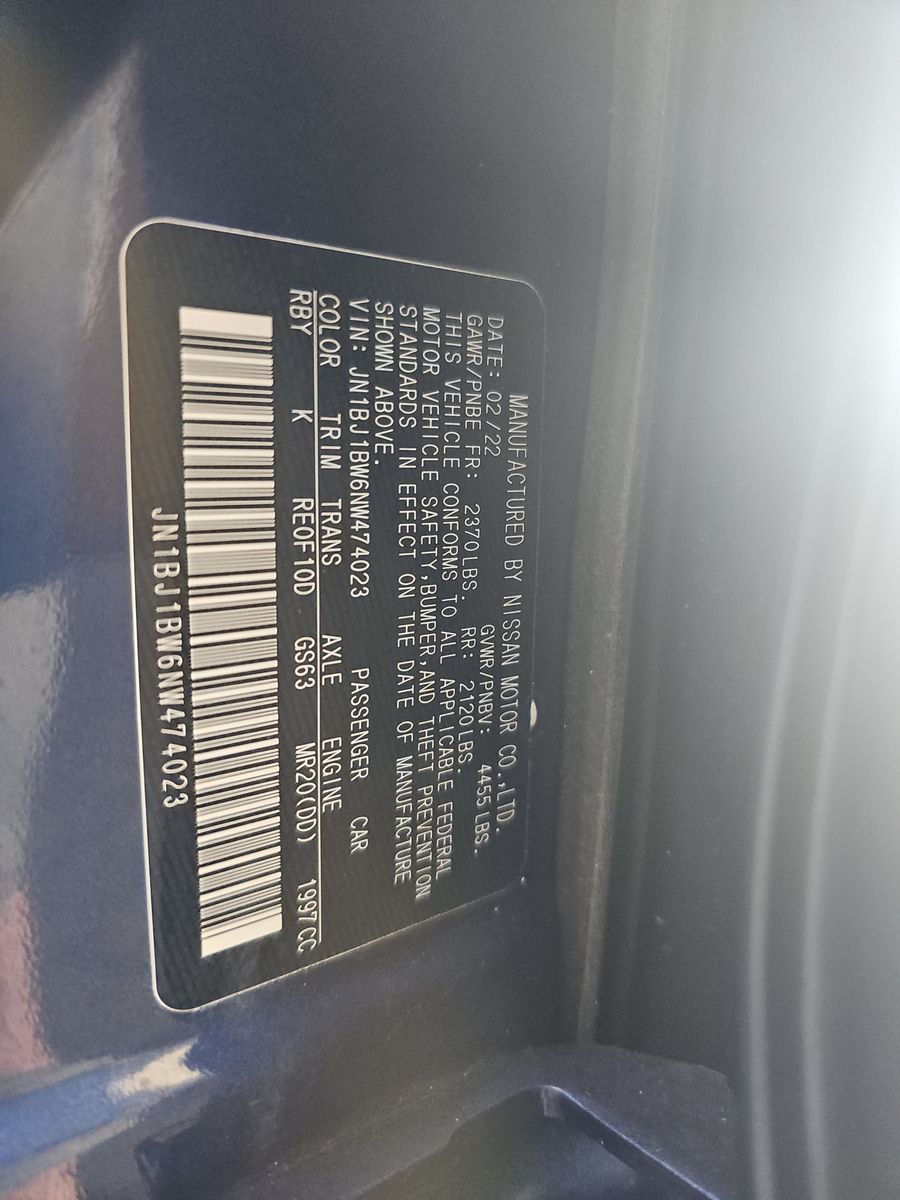 MANUFACTURED BY NISSAN MOTOR CO.,LTD.
DATE: 02/22 GVWR/PNBV: 4455LBS.
GAWR/PNBE FR: 2370LBS. RR: 2120LBS.
THIS VEHICLE CONFORMS TO ALL APPLICABLE FEDERAL
MOTOR VEHICLE SAFETY,BUMPER,AND THEFT PREVENTION
STANDARDS IN EFFECT ON THE DATE OF MANUFACTURE
SHOWN ABOVE.
VIN: JN1BJ1BW6NW474023 PASSENGER CAR
COLOR TRIM TRANS AXLE ENGINE
RBY K RE0F10D GS63 MR20(DD) 1997CC
JN1BJ1BW6NW474023